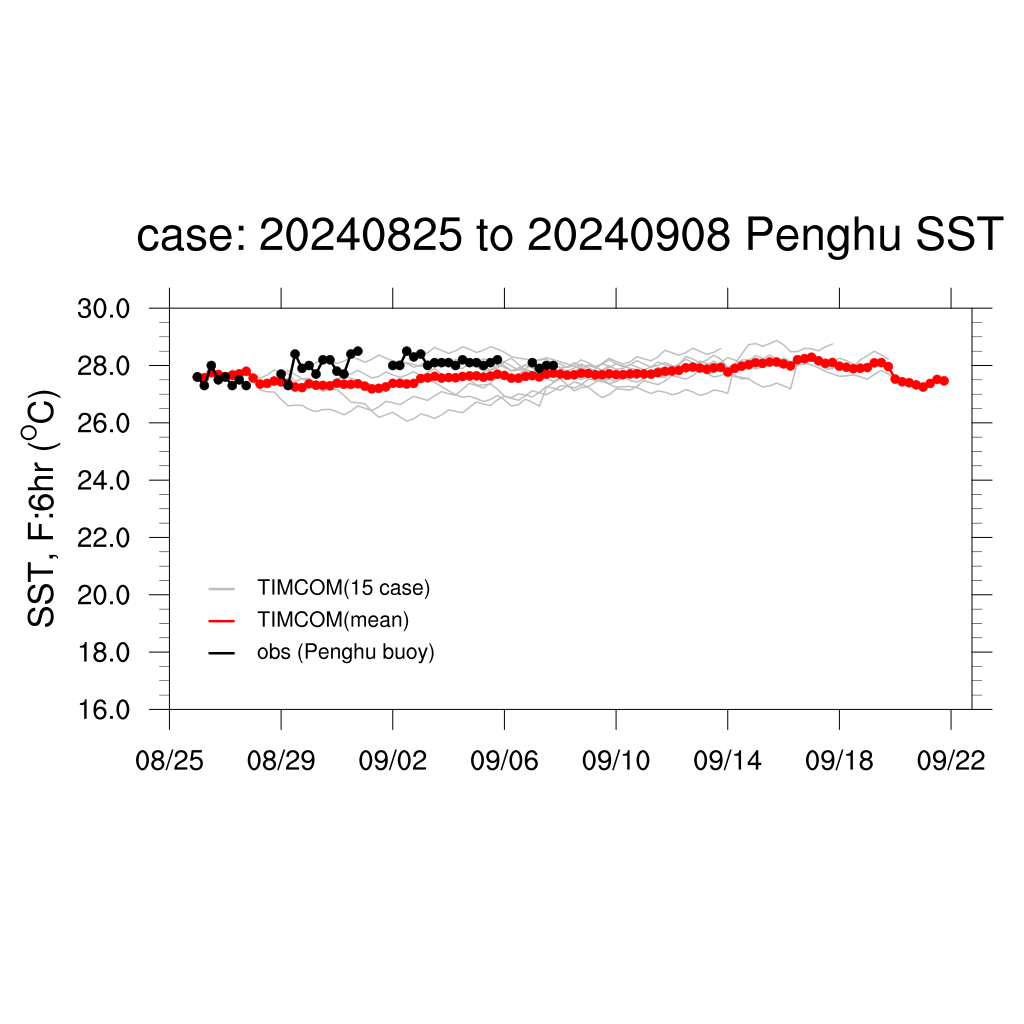 case: 20240825 to 20240908 Penghu SST
SST, F:6hr (°C)
30.0
28.0
26.0
24.0
22.0
20.0
18.0
16.0
TIMCOM(15 case)
TIMCOM(mean)
obs (Penghu buoy)
08/25 08/29 09/02 09/06 09/10 09/14 09/18 09/22